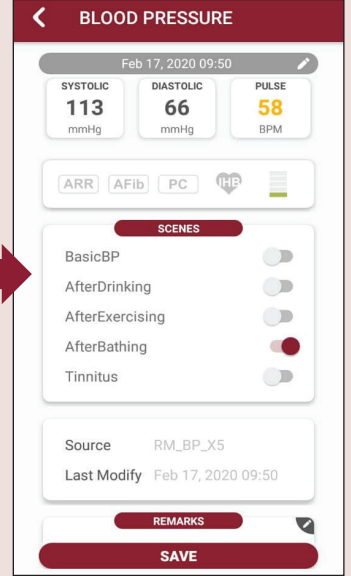 BLOOD PRESSURE
Feb 17, 2020 09:50
SYSTOLIC DIASTOLIC PULSE
113 66 58
mmHg mmHg BPM
ARR AFib PC IHB
SCENES
BasicBP
AfterDrinking
AfterExercising
AfterBathing
Tinnitus
Source RM_BP_X5
Last Modify Feb 17, 2020 09:50
REMARKS
SAVE